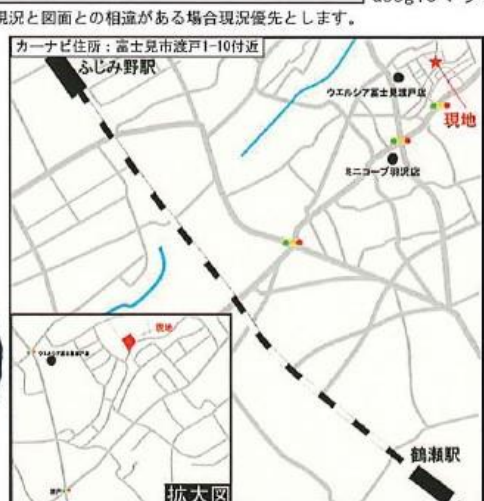 現況と図面との相違がある場合現況優先とします。
カーナビ住所：富士見市渡戸1-10付近
ふじみ野駅
ウエルシア富士見渡戸店
現地
ミニコープ羽沢店
現地
鶴瀬駅
拡大図